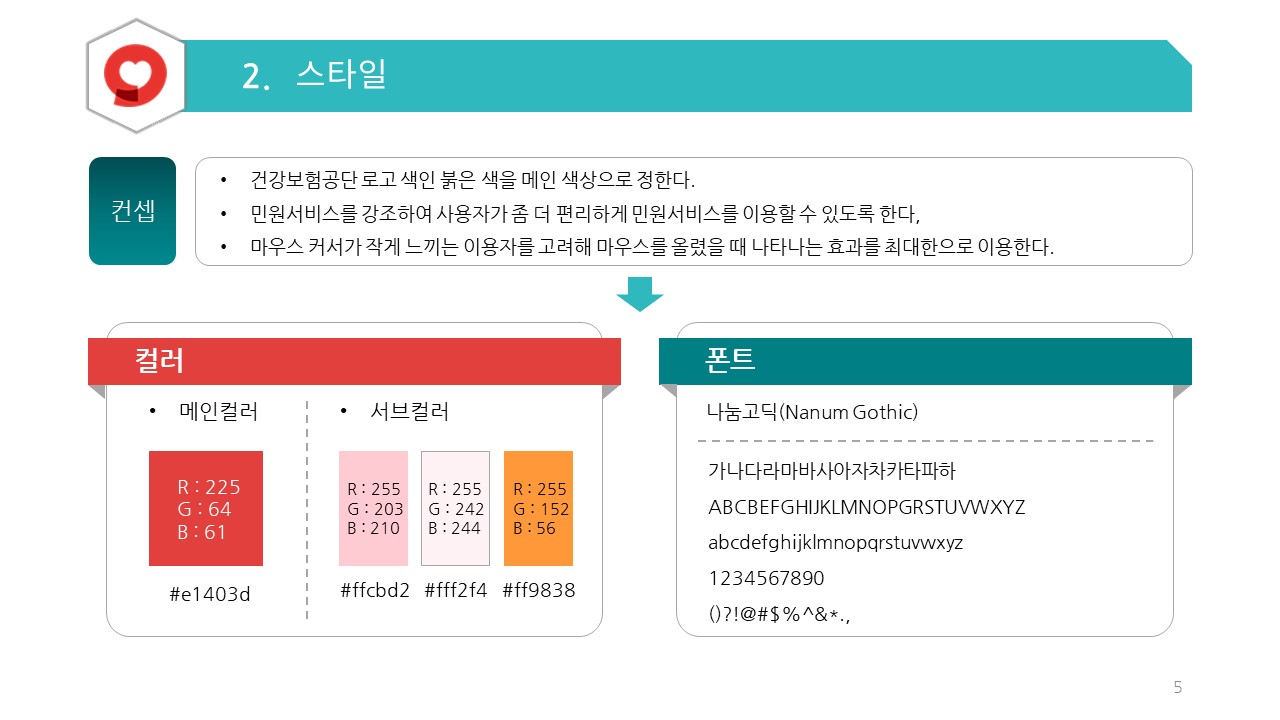 2. 스타일
컨셉
• 건강보험공단 로고 색인 붉은 색을 메인 색상으로 정한다.
• 민원서비스를 강조하여 사용자가 좀 더 편리하게 민원서비스를 이용할 수 있도록 한다,
• 마우스 커서가 작게 느끼는 이용자를 고려해 마우스를 올렸을 때 나타나는 효과를 최대한으로 이용한다.
컬러
• 메인컬러
R : 225
G : 64
B : 61
#e1403d
• 서브컬러
R : 255
G : 203
B : 210
#ffcbd2
R : 255
G : 242
B : 244
#fff2f4
R : 255
G : 152
B : 56
#ff9838
폰트
나눔고딕(Nanum Gothic)
가나다라마바사아자차카타파하
ABCBEFGHIJKLMNOPGRSTUVWXYZ
abcdefghijklmnopqrstuvwxyz
1234567890
()?!@#$%^&*.,
5